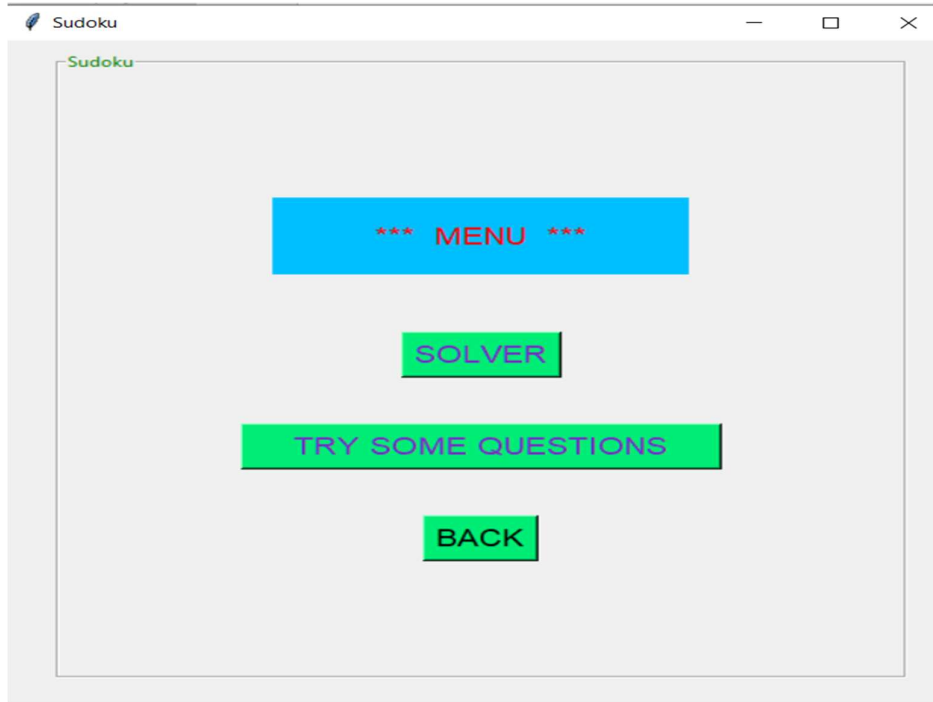 Sudoku
Sudoku
*** MENU ***
SOLVER
TRY SOME QUESTIONS
BACK